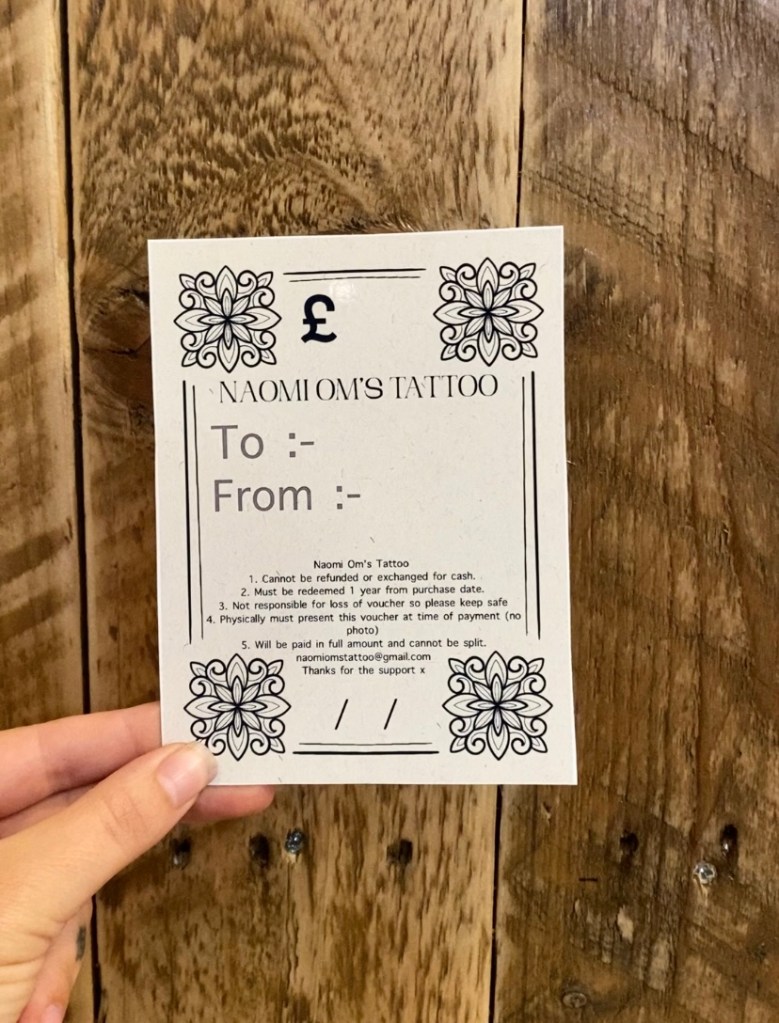 £
NAOMI OM'S TATTOO
To :-
From :-
Naomi Om's Tattoo
1. Cannot be refunded or exchanged for cash.
2. Must be redeemed 1 year from purchase date.
3. Not responsible for loss of voucher so please keep safe
4. Physically must present this voucher at time of payment (no
photo)
5. Will be paid in full amount and cannot be split.
naomiomstattoo@gmail.com
Thanks for the support x
/ /